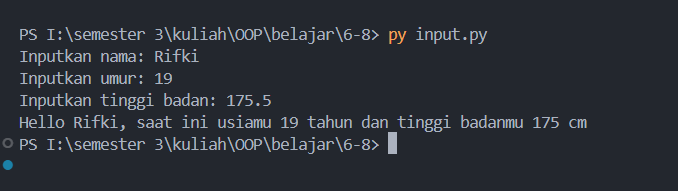 PS I:\semester 3\kuliah\OOP\belajar\6-8> py input.py
Inputkan nama: Rifki
Inputkan umur: 19
Inputkan tinggi badan: 175.5
Hello Rifki, saat ini usiamu 19 tahun dan tinggi badanmu 175 cm
PS I:\semester 3\kuliah\OOP\belajar\6-8>